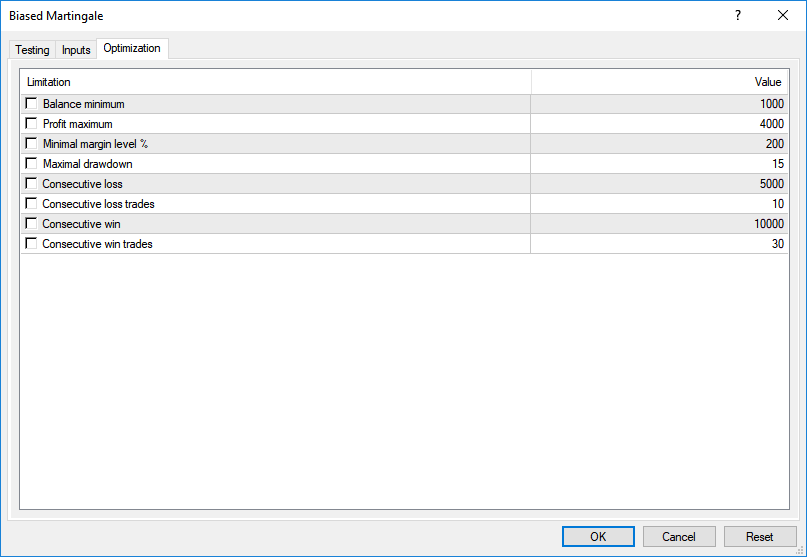 Biased Martingale ?
Testing Inputs Optimization
Limitation Value
Balance minimum 1000
Profit maximum 4000
Minimal margin level % 200
Maximal drawdown 15
Consecutive loss 5000
Consecutive loss trades 10
Consecutive win 10000
Consecutive win trades 30
OK Cancel Reset